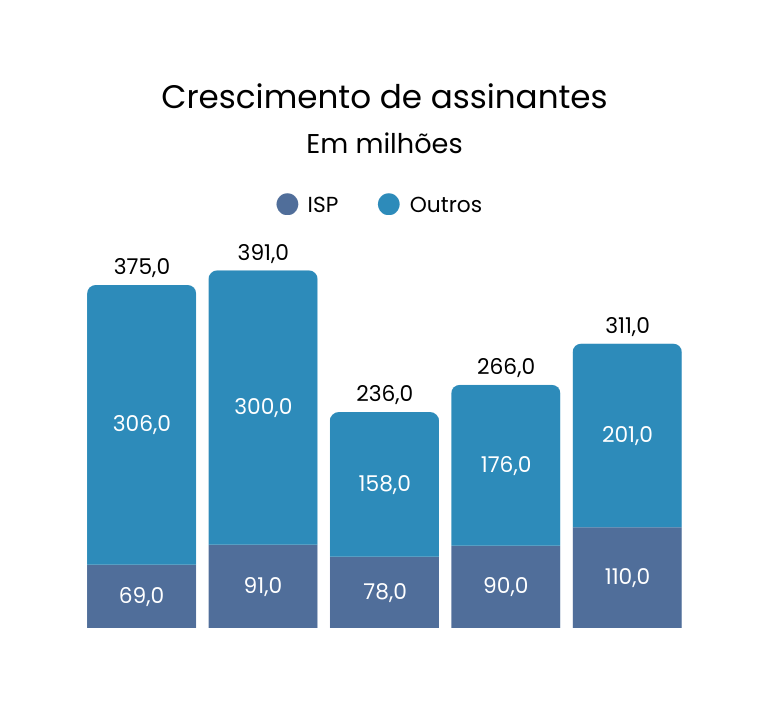 Crescimento de assinantes
Em milhões
ISP Outros
375,0 391,0 236,0 266,0 311,0
306,0 300,0 158,0 176,0 201,0
69,0 91,0 78,0 90,0 110,0